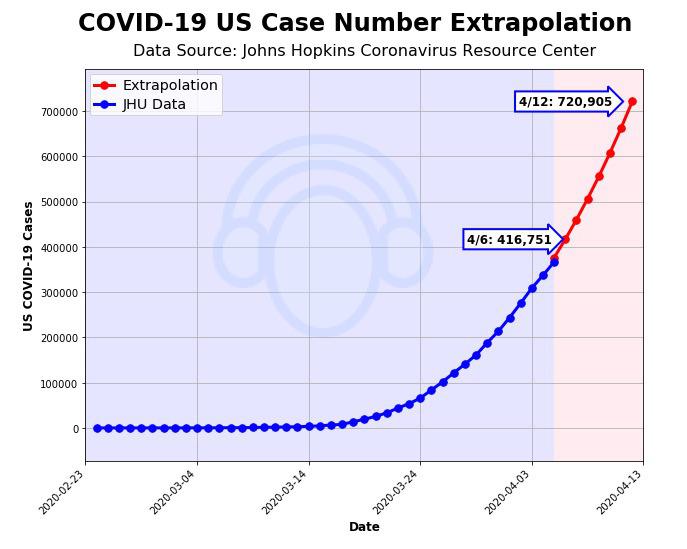 COVID-19 US Case Number Extrapolation
Data Source: Johns Hopkins Coronavirus Resource Center
Extrapolation
JHU Data
4/12: 720,905
4/6: 416,751
US COVID-19 Cases
700000
600000
500000
400000
300000
200000
100000
0
2020-02-23
2020-03-04
2020-03-14
2020-03-24
2020-04-03
2020-04-13
Date